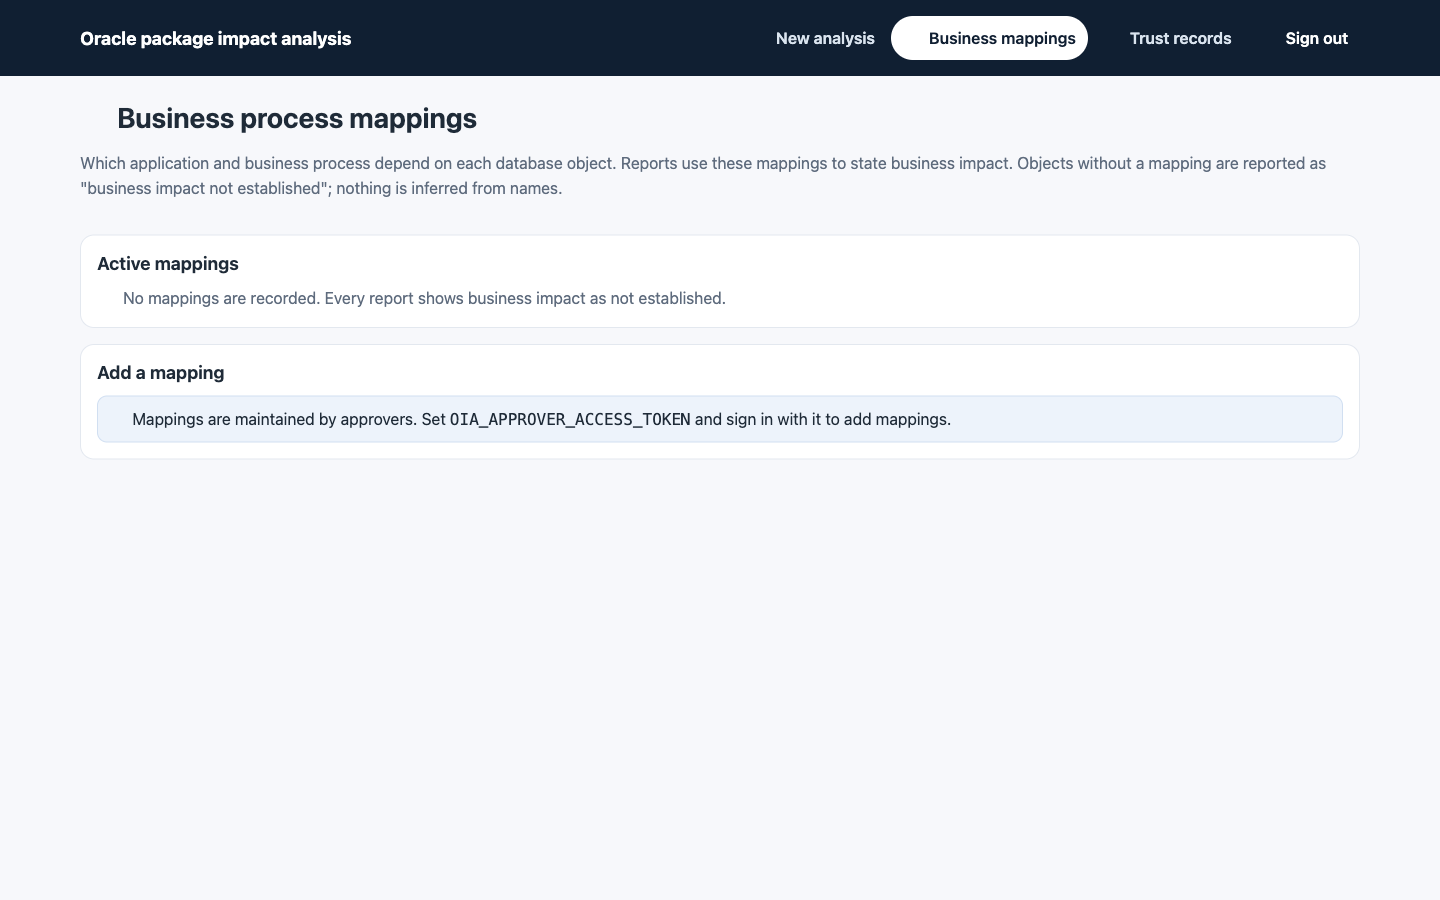 Oracle package impact analysis
New analysis
Business mappings
Trust records
Sign out
Business process mappings
Which application and business process depend on each database object. Reports use these mappings to state business impact. Objects without a mapping are reported as
"business impact not established"; nothing is inferred from names.
Active mappings
No mappings are recorded. Every report shows business impact as not established.
Add a mapping
Mappings are maintained by approvers. Set OIA_APPROVER_ACCESS_TOKEN and sign in with it to add mappings.